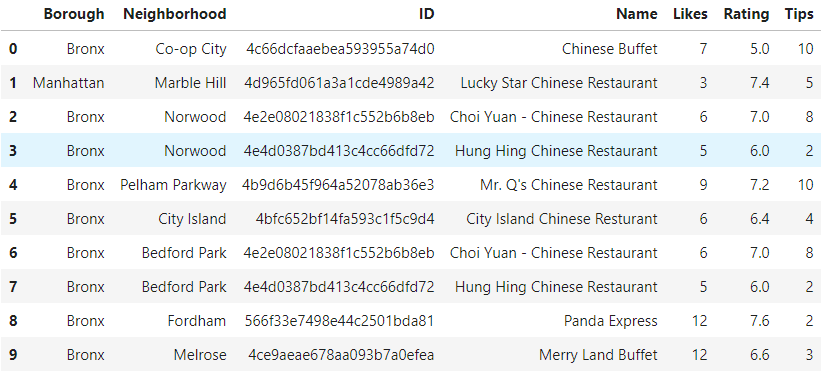 Borough Neighborhood ID Name Likes Rating Tips
0 Bronx Co-op City 4c66dcfaaebea593955a74d0 Chinese Buffet 7 5.0 10
1 Manhattan Marble Hill 4d965fd061a3a1cde4989a42 Lucky Star Chinese Restaurant 3 7.4 5
2 Bronx Norwood 4e2e08021838f1c552b6b8eb Choi Yuan - Chinese Restaurant 6 7.0 8
3 Bronx Norwood 4e4d0387bd413c4cc66dfd72 Hung Hing Chinese Restaurant 5 6.0 2
4 Bronx Pelham Parkway 4b9d6b45f964a52078ab36e3 Mr. Q's Chinese Restaurant 9 7.2 10
5 Bronx City Island 4bfc652bf14fa593c1f5c9d4 City Island Chinese Resturant 6 6.4 4
6 Bronx Bedford Park 4e2e08021838f1c552b6b8eb Choi Yuan - Chinese Restaurant 6 7.0 8
7 Bronx Bedford Park 4e4d0387bd413c4cc66dfd72 Hung Hing Chinese Restaurant 5 6.0 2
8 Bronx Fordham 566f33e7498e44c2501bda81 Panda Express 12 7.6 2
9 Bronx Melrose 4ce9aeae678aa093b7a0efea Merry Land Buffet 12 6.6 3